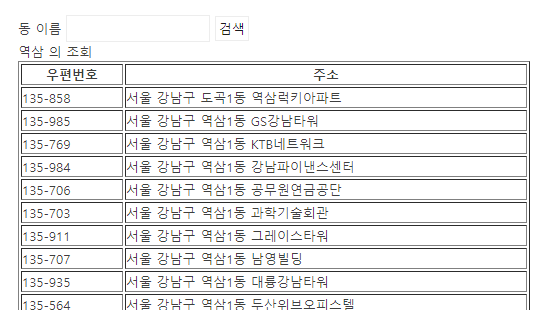 동 이름 검색
역삼 의 조회
우편번호 주소
135-858 서울 강남구 도곡1동 역삼럭키아파트
135-985 서울 강남구 역삼1동 GS강남타워
135-769 서울 강남구 역삼1동 KTB네트워크
135-984 서울 강남구 역삼1동 강남파이낸스센터
135-706 서울 강남구 역삼1동 공무원연금공단
135-703 서울 강남구 역삼1동 과학기술회관
135-911 서울 강남구 역삼1동 그레이스타워
135-707 서울 강남구 역삼1동 남영빌딩
135-935 서울 강남구 역삼1동 대륭강남타워
135-564 서울 강남구 역삼1동 두산위브오피스텔